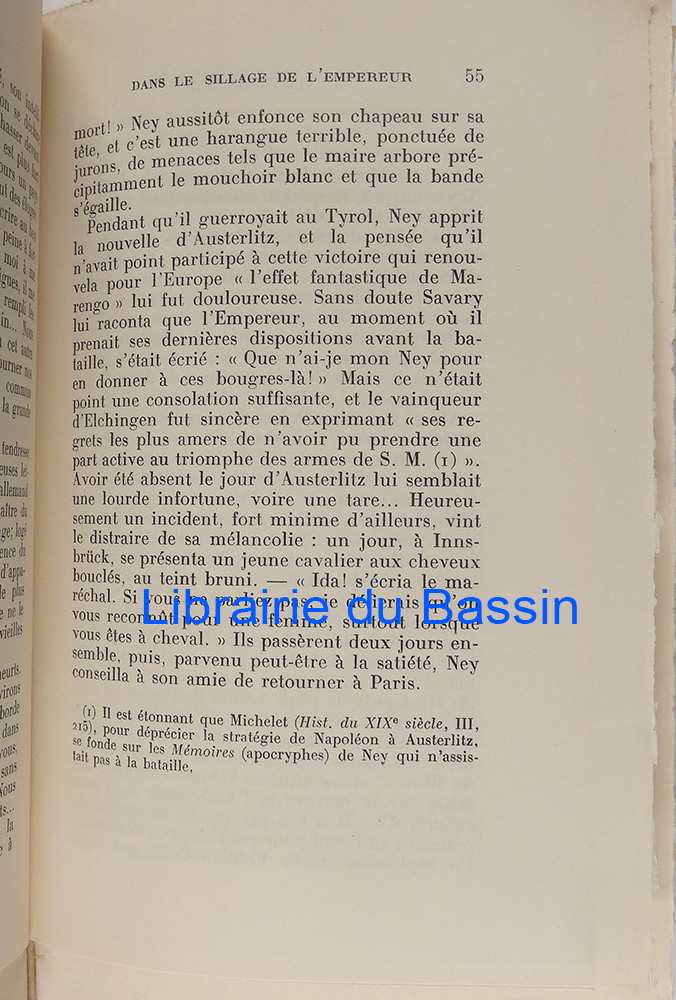 DANS LE SILLAGE DE L'EMPEREUR 55
mort! » Ney aussitôt enfonce son chapeau sur sa
tête, et c'est une harangue terrible, ponctuée de
jurons, de menaces tels que le maire arbore pré-
cipitamment le mouchoir blanc et que la bande
s'égaille.
Pendant qu'il guerroyait au Tyrol, Ney apprit
la nouvelle d'Austerlitz, et la pensée qu'il
n'avait point participé à cette victoire qui renou-
vela pour l'Europe « l'effet fantastique de Ma-
rengo » lui fut douloureuse. Sans doute Savary
lui raconta que l'Empereur, au moment où il
prenait ses dernières dispositions avant la ba-
taille, s'était écrié : « Que n'ai-je mon Ney pour
en donner à ces bougres-là! » Mais ce n'était
point une consolation suffisante, et le vainqueur
d'Elchingen fut sincère en exprimant « ses re-
grets les plus amers de n'avoir pu prendre une
part active au triomphe des armes de S. M. (1) ».
Avoir été absent le jour d'Austerlitz lui semblait
une lourde infortune, voire une tare... Heureu-
sement un incident, fort minime d'ailleurs, vint
le distraire de sa mélancolie : un jour, à Inns-
brück, se présenta un jeune cavalier aux cheveux
bouclés, au teint bruni. — « Ida! s'écria le ma-
réchal. Si vous ne parliez pas, je défierais qu'on
vous reconnût pour une femme, surtout lorsque
vous êtes à cheval. » Ils passèrent deux jours en-
semble, puis, parvenu peut-être à la satiété, Ney
conseilla à son amie de retourner à Paris.
(1) Il est étonnant que Michelet (Hist. du XIXe siècle, III,
215), pour déprécier la stratégie de Napoléon à Austerlitz,
se fonde sur les Mémoires (apocryphes) de Ney qui n'assis-
tait pas à la bataille,
Librairie du Bassin